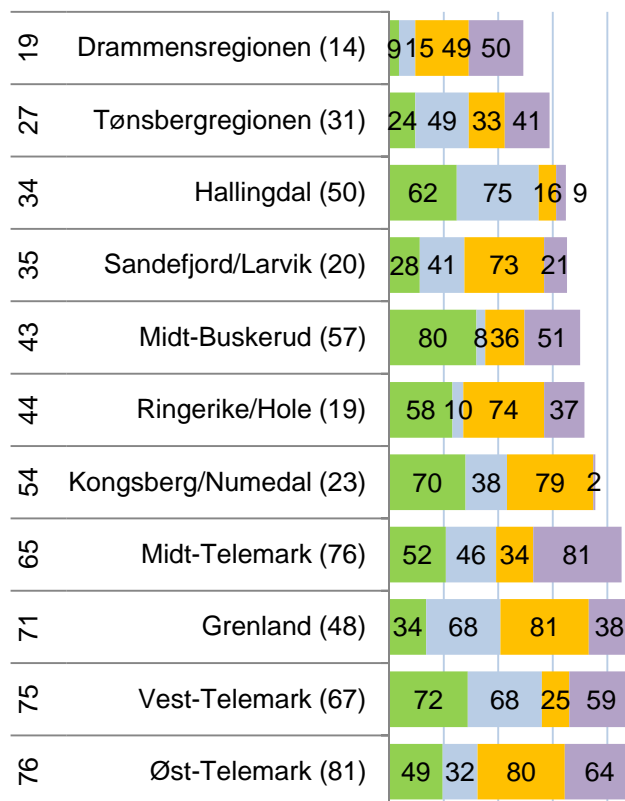 19 Drammensregionen (14) 9 15 49 50
27 Tønsbergregionen (31) 24 49 33 41
34 Hallingdal (50) 62 75 16 9
35 Sandefjord/Larvik (20) 28 41 73 21
43 Midt-Buskerud (57) 80 8 36 51
44 Ringerike/Hole (19) 58 10 74 37
54 Kongsberg/Numedal (23) 70 38 79 2
65 Midt-Telemark (76) 52 46 34 81
71 Grenland (48) 34 68 81 38
75 Vest-Telemark (67) 72 68 25 59
76 Øst-Telemark (81) 49 32 80 64